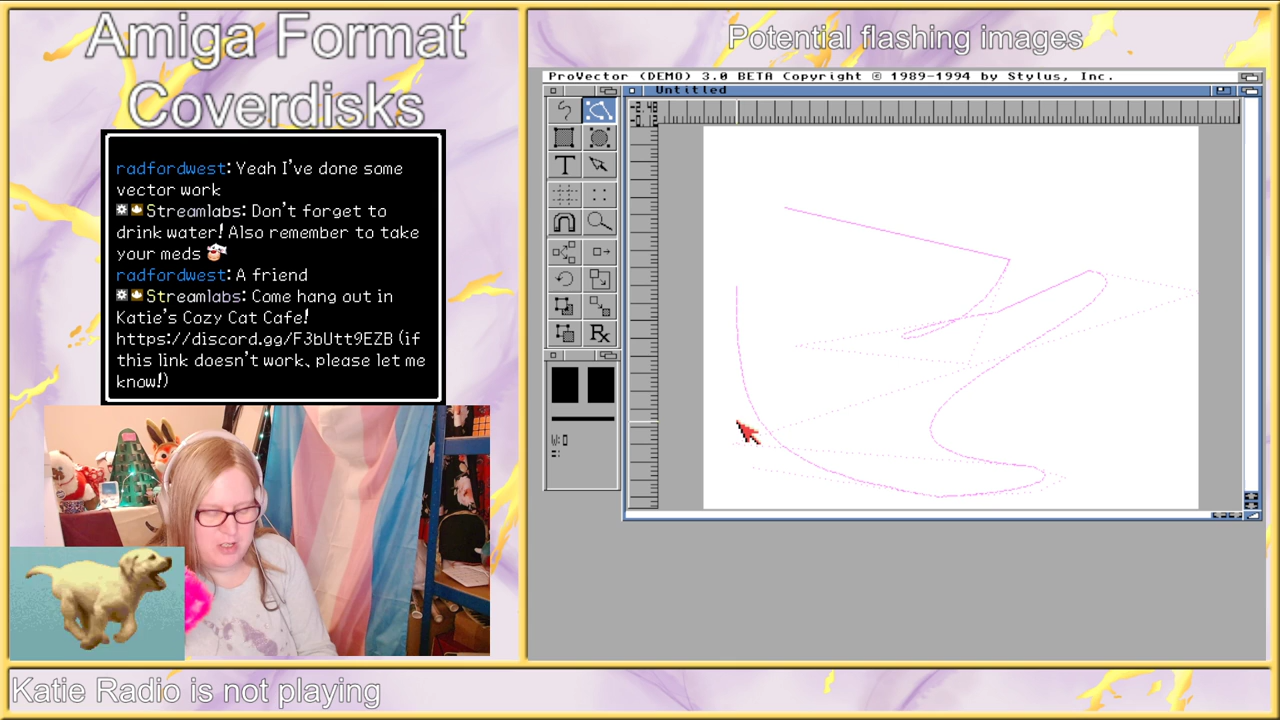 Amiga Format
Coverdisks
radfordwest: Yeah I've done some
vector work
Streamlabs: Don't forget to
drink water! Also remember to take
your meds
radfordwest: A friend
Streamlabs: Come hang out in
Katie's Cozy Cat Cafe!
https://discord.gg/F3bUtt9EZB (if
this link doesn't work, please let me
know!)
Potential flashing images
ProVector (DEMO) 3.0 BETA Copyright © 1989-1994 by Stylus, Inc.
Untitled
T
Rx
W:0
Katie Radio is not playing